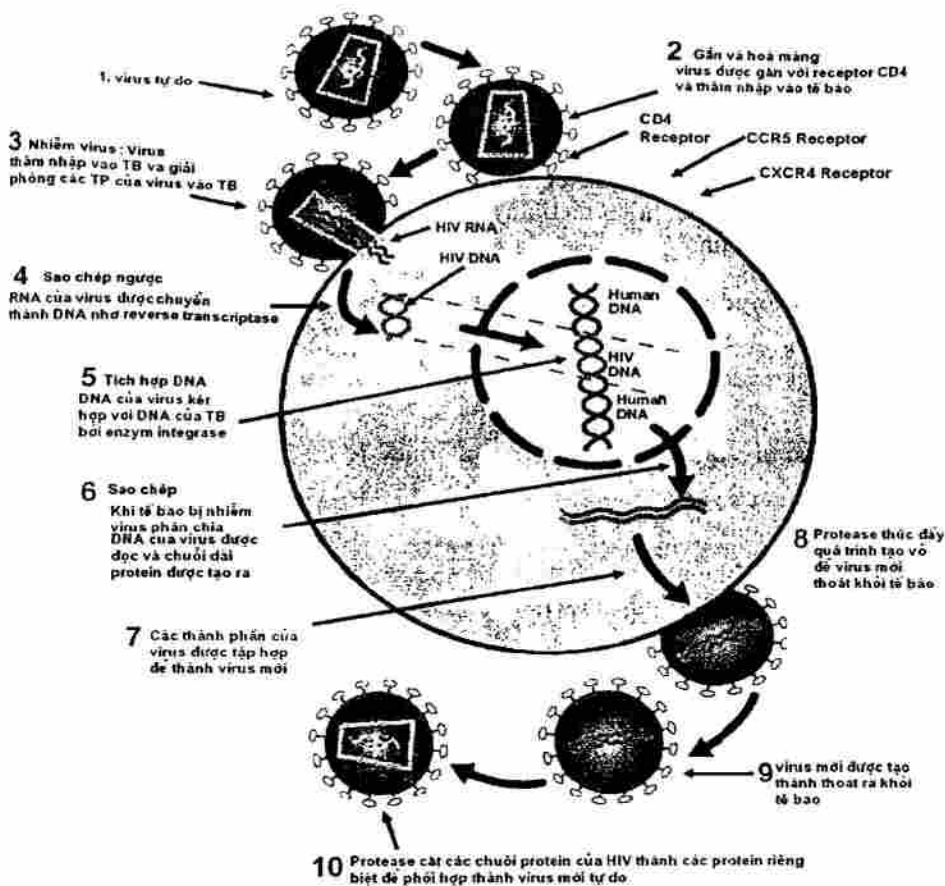 1. virus tự do
2 Gắn và hoà màng
virus được gắn với receptor CD4
và thâm nhập vào tế bào
CD4
Receptor
CCR5 Receptor
CXCR4 Receptor
3 Nhiễm virus : Virus
thâm nhập vào TB và giải
phóng các TP của virus vào TB
HIV RNA
HIV DNA
4 Sao chép ngược
RNA của virus được chuyển
thành DNA nhơ reverse transcriptase
Human
DNA
HIV
DNA
Human
DNA
5 Tích hợp DNA
DNA của virus kêr
hợp với DNA của TB
bơi enzym integrase
6 Sao chép
Khi tế bào bị nhiễm
virus phân chia
DNA của virus được
đọc và chuỗi dài
protein được tạo ra
7 Các thành phần của
virus được tập hợp
để thành virus mới
8 Protease thúc đẩy
quá trình tạo vỏ
để virus mới
thoát khỏi tế bào
9 virus mới được tạo
thành thoát ra khỏi
tế bào
10 Protease cắt các chuỗi protein của HIV thành các protein riêng
biệt để phối hợp thành virus mới tự do